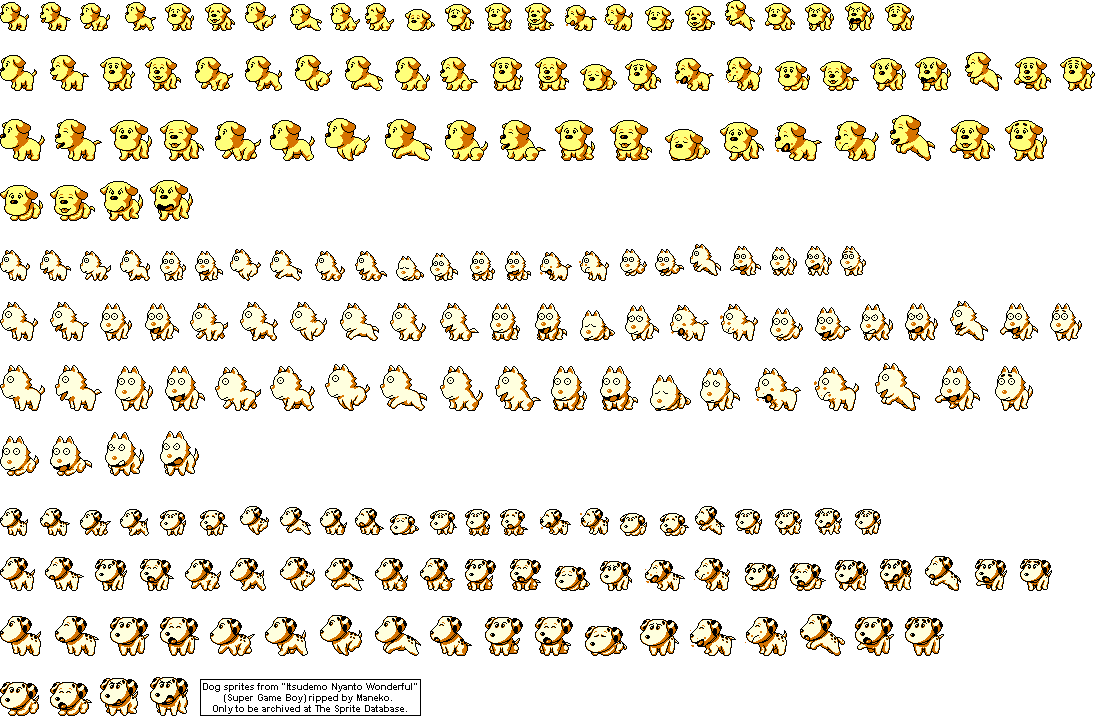 Dog sprites from "Itsudemo Nyanto Wonderful"
(Super Game Boy) ripped by Maneko.
Only to be archived at The Sprite Database.